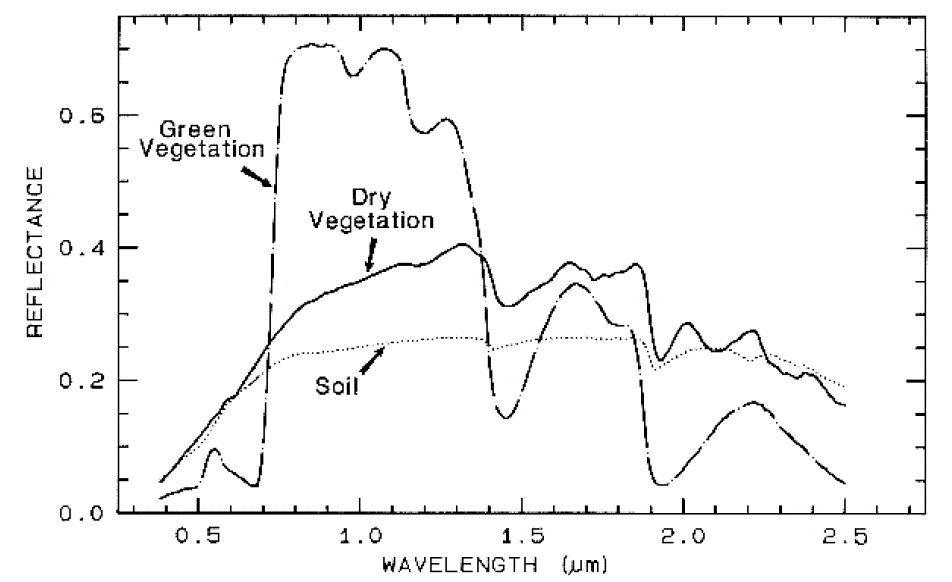 0.6
0.4
0.2
0.0
REFLECTANCE
Green
Vegetation
Dry
Vegetation
Soil
0.5
1.0
1.5
2.0
2.5
WAVELENGTH (μm)